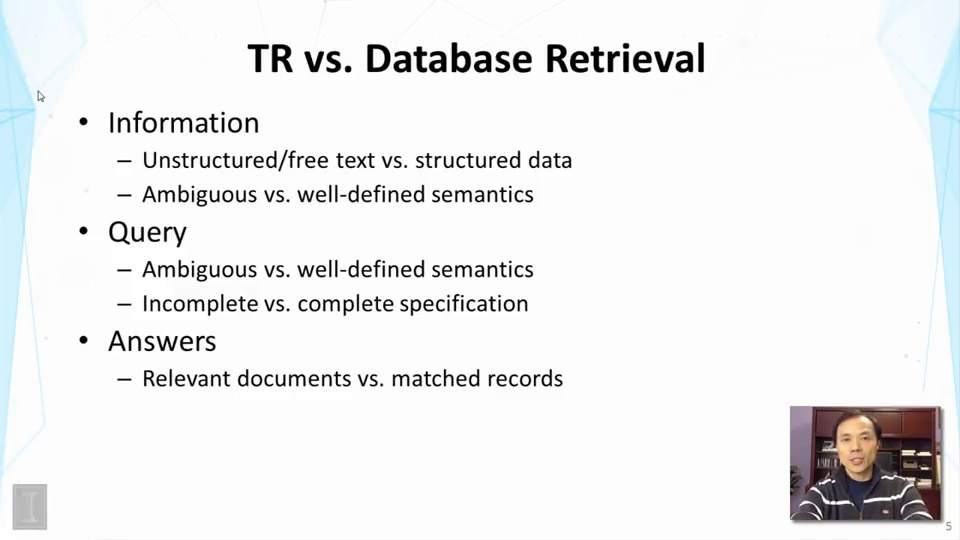 TR vs. Database Retrieval
• Information
– Unstructured/free text vs. structured data
– Ambiguous vs. well-defined semantics
• Query
– Ambiguous vs. well-defined semantics
– Incomplete vs. complete specification
• Answers
– Relevant documents vs. matched records
I
5